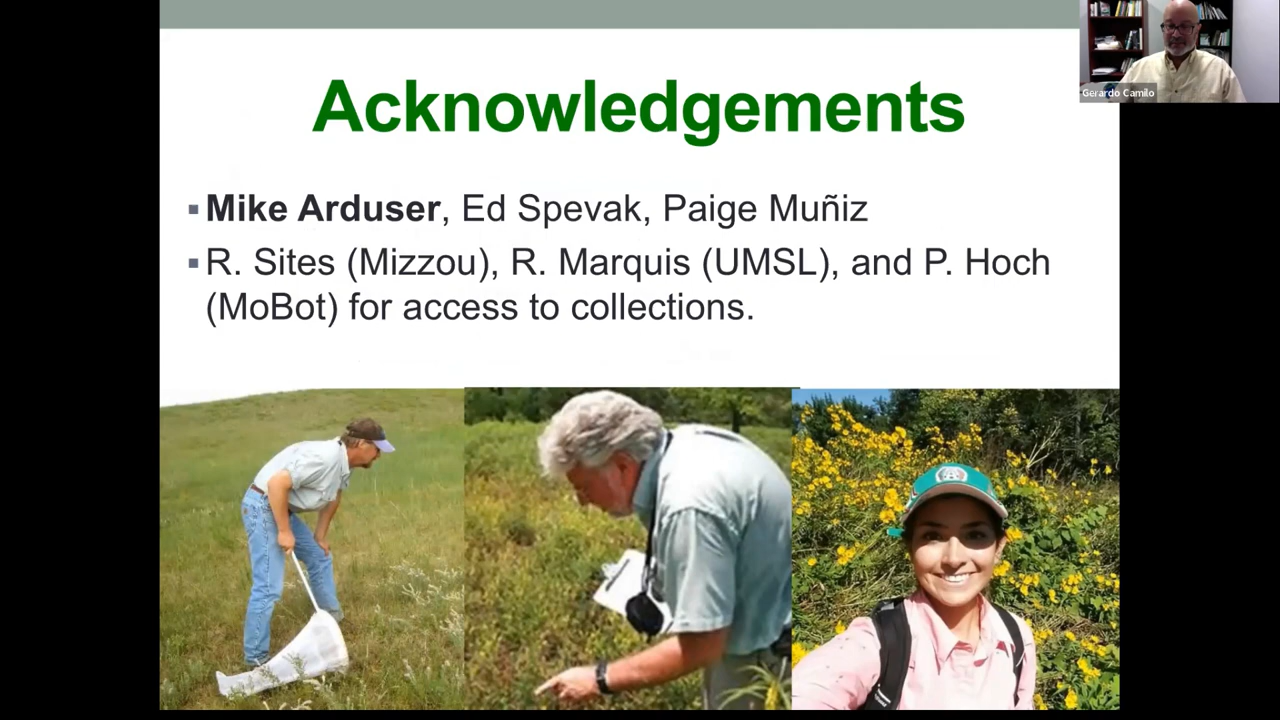 Acknowledgements
Gerardo Camilo
▪Mike Arduser, Ed Spevak, Paige Muñiz
▪R. Sites (Mizzou), R. Marquis (UMSL), and P. Hoch
(MoBot) for access to collections.